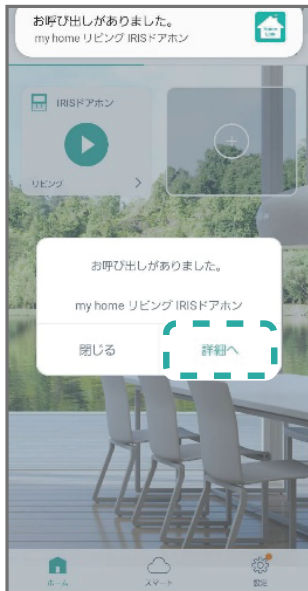 お呼び出しがありました。
my home リビング IRISドアホン
IRISドアホン
リビング
お呼び出しがありました。
my home リビング IRISドアホン
閉じる
詳細へ
ホーム
スマート
設定